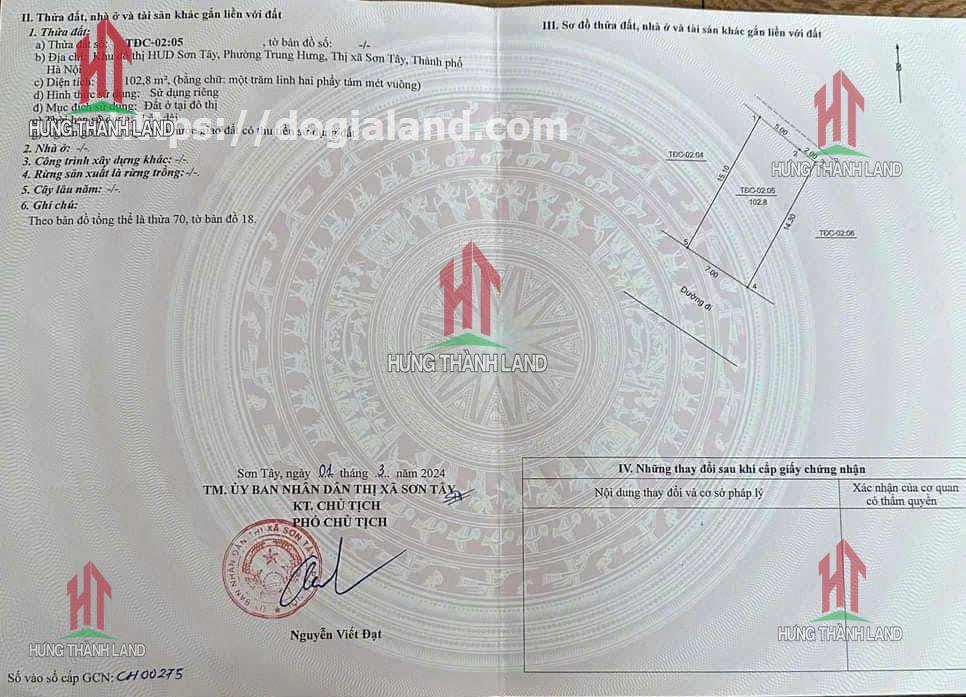 II. Thửa đất, nhà ở và tài sản khác gắn liền với đất
1. Thửa đất:
a) Thửa đất số: TĐC-02:05 , tờ bản đồ số: -/-
b) Địa chỉ: Khu đô thị HUD Sơn Tây, Phường Trung Hưng, Thị xã Sơn Tây, Thành phố
Hà Nội
c) Diện tích: 102,8 m², (bằng chữ: một trăm linh hai phẩy tám mét vuông)
d) Hình thức sử dụng: Sử dụng riêng
đ) Mục đích sử dụng: Đất ở tại đô thị
giao đất có thu tiền sử dụng đất
2. Nhà ở: -/-.
3. Công trình xây dựng khác: -/-.
4. Rừng sản xuất là rừng trồng:-/-.
5. Cây lâu năm: -/-.
6. Ghi chú:
Theo bản đồ tổng thể là thửa 70, tờ bản đồ 18.
Sơn Tây, ngày 01 tháng 3 năm 2024
TM. ỦY BAN NHÂN DÂN THỊ XÃ SƠN TÂY
KT. CHỦ TỊCH
PHÓ CHỦ TỊCH
Nguyễn Viết Đạt
Số vào sổ cấp GCN: CH00275
III. Sơ đồ thửa đất, nhà ở và tài sản khác gắn liền với đất
B
1
5.00
2.00
TĐC-02:04
15.10
TĐC-02:05
102.8
14.30
TĐC-02:06
5
7.00
4
Đường đi
IV. Những thay đổi sau khi cấp giấy chứng nhận
Nội dung thay đổi và cơ sở pháp lý
Xác nhận của cơ quan
có thẩm quyền
https://dogialand.com
HƯNG THÀNH LAND
HƯNG THÀNH LAND
HƯNG THÀNH LAND
HƯNG THÀNH LAND
HƯNG THÀNH LAND